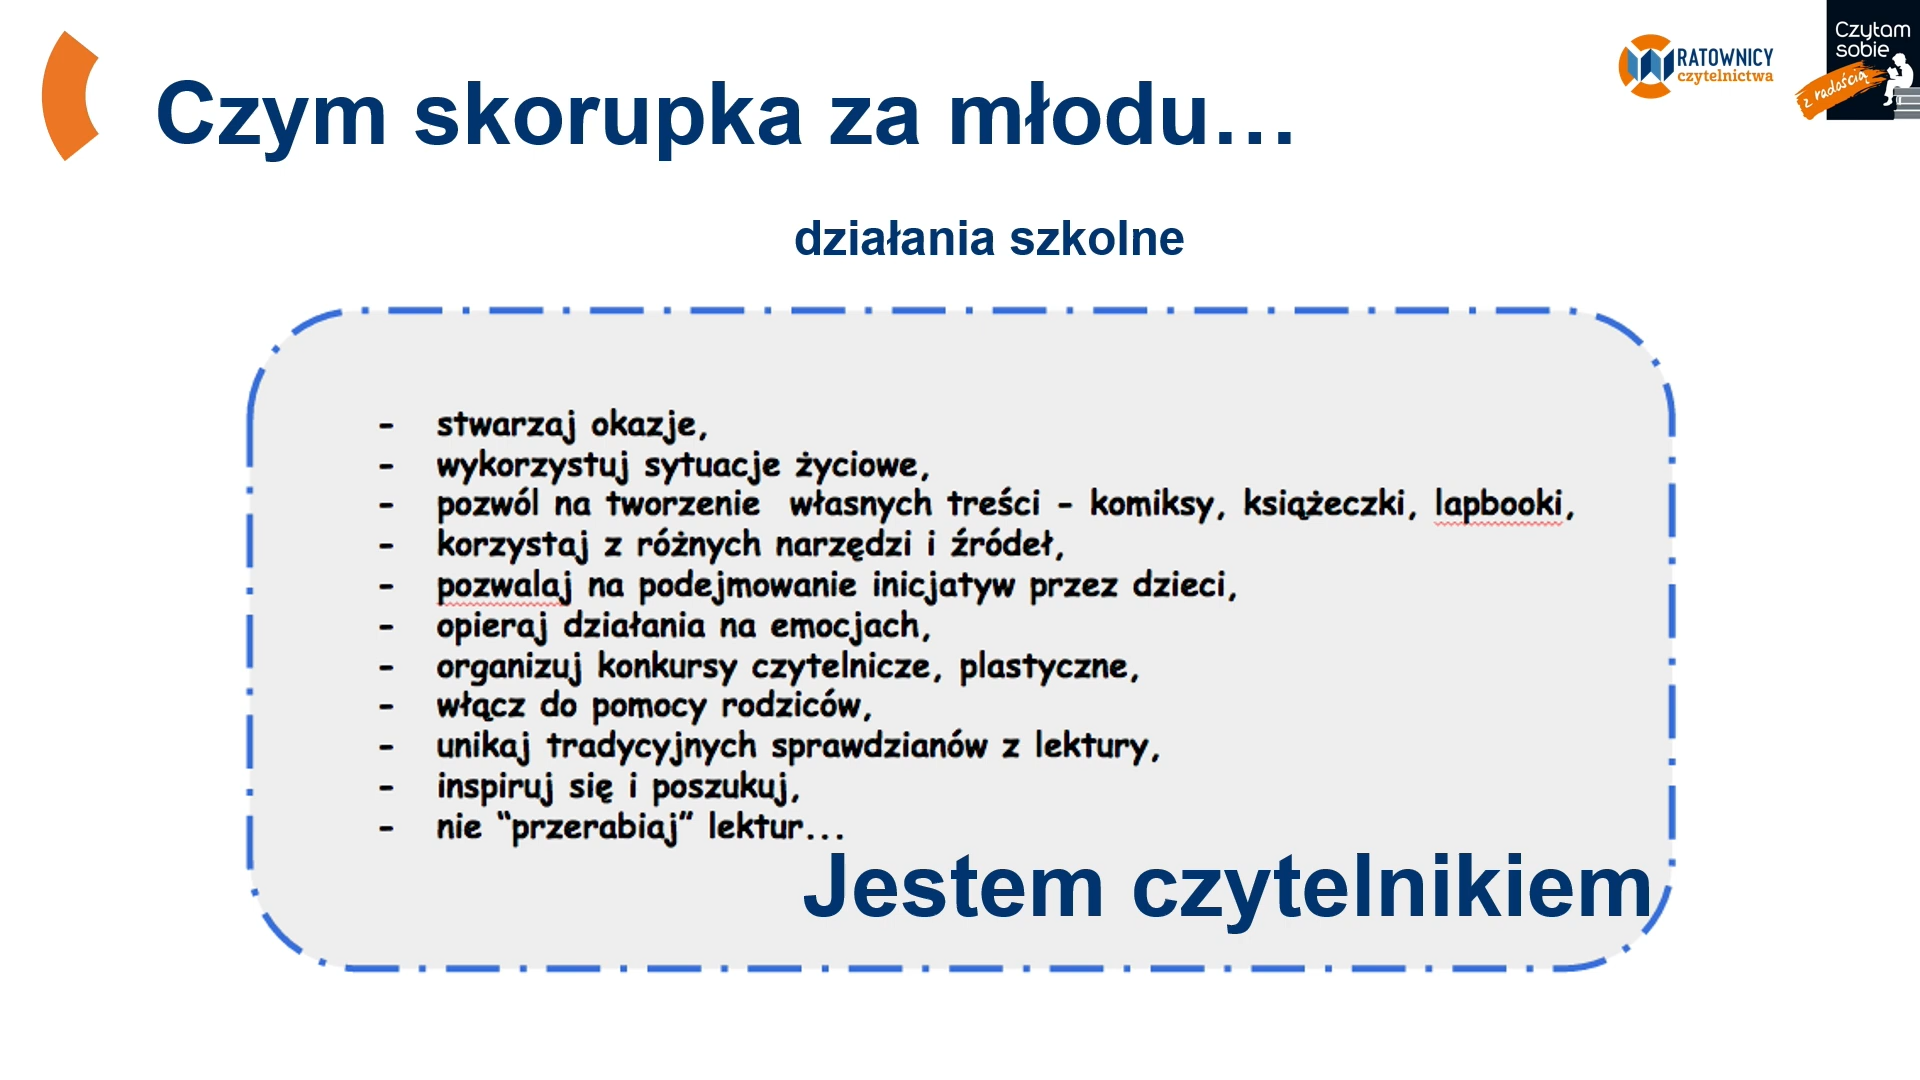 Czytam
sobie
z radością
RATOWNICY
czytelnictwa
Czym skorupka za młodu...
działania szkolne
- stwarzaj okazje,
- wykorzystuj sytuacje życiowe,
- pozwól na tworzenie  własnych treści - komiksy, książeczki, lapbooki,
- korzystaj z różnych narzędzi i źródeł,
- pozwalaj na podejmowanie inicjatyw przez dzieci,
- opieraj działania na emocjach,
- organizuj konkursy czytelnicze, plastyczne,
- włącz do pomocy rodziców,
- unikaj tradycyjnych sprawdzianów z lektury,
- inspiruj się i poszukuj,
- nie “przerabiaj” lektur...
Jestem czytelnikiem